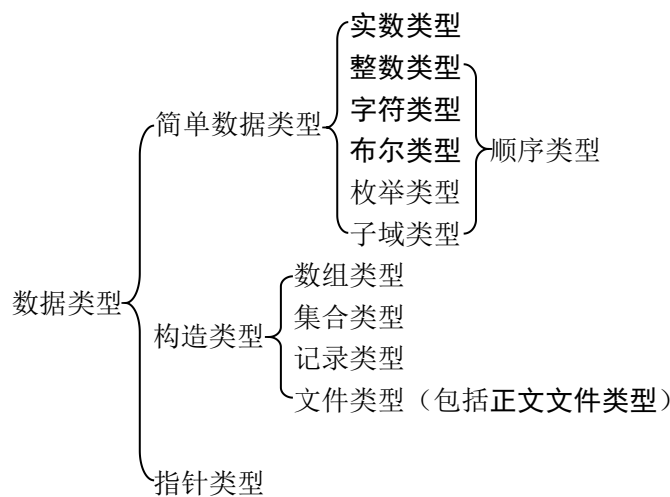 实数类型
整数类型
字符类型
简单数据类型
布尔类型
顺序类型
枚举类型
子域类型
数组类型
数据类型
集合类型
构造类型
记录类型
文件类型（包括正文文件类型）
指针类型